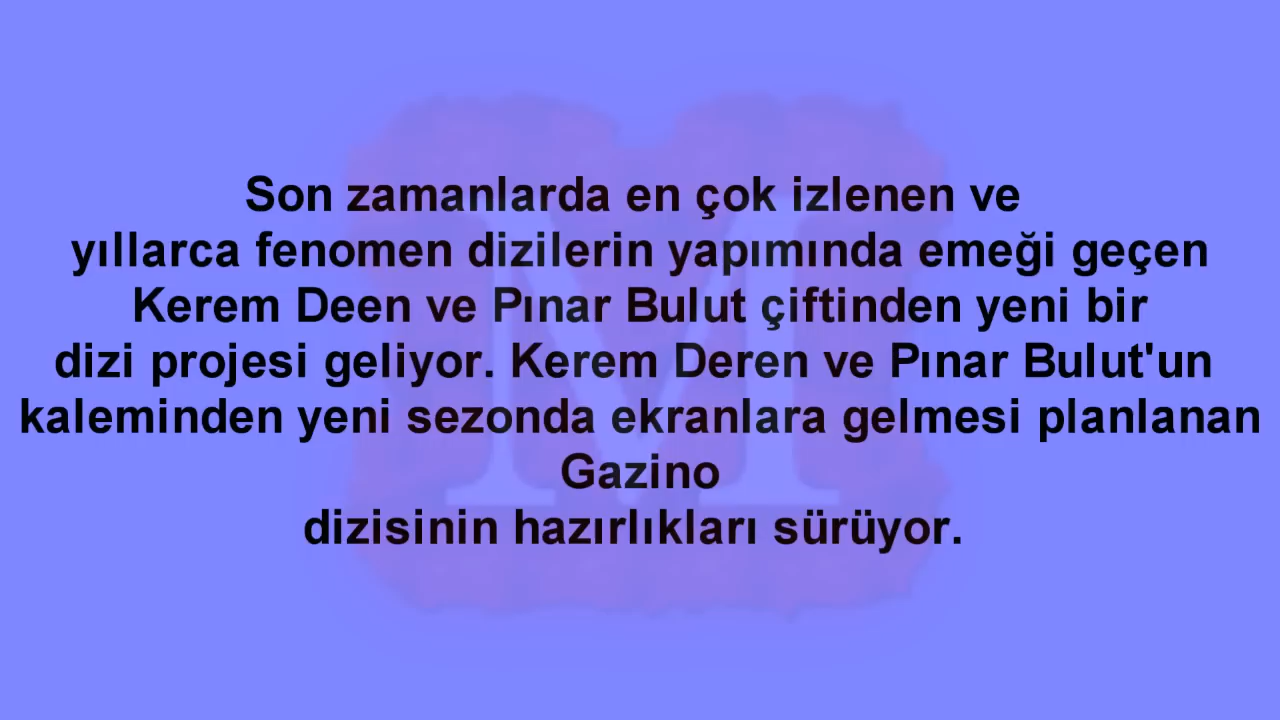 Son zamanlarda en çok izlenen ve
yıllarca fenomen dizilerin yapımında emeği geçen
Kerem Deen ve Pınar Bulut çiftinden yeni bir
dizi projesi geliyor. Kerem Deren ve Pınar Bulut'un
kaleminden yeni sezonda ekranlara gelmesi planlanan
Gazino
dizisinin hazırlıkları sürüyor.
M